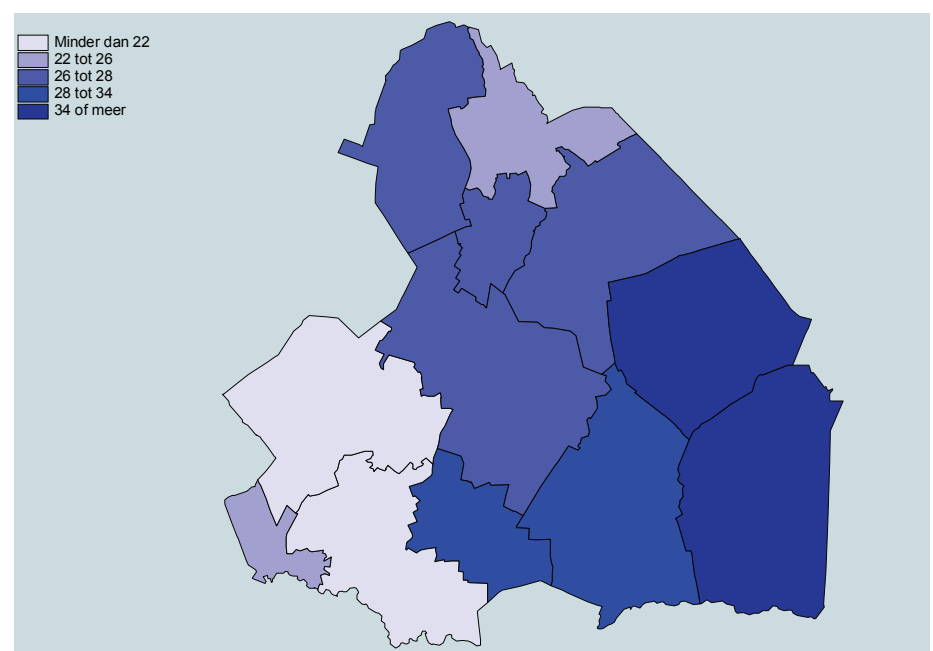 Minder dan 22
22 tot 26
26 tot 28
28 tot 34
34 of meer